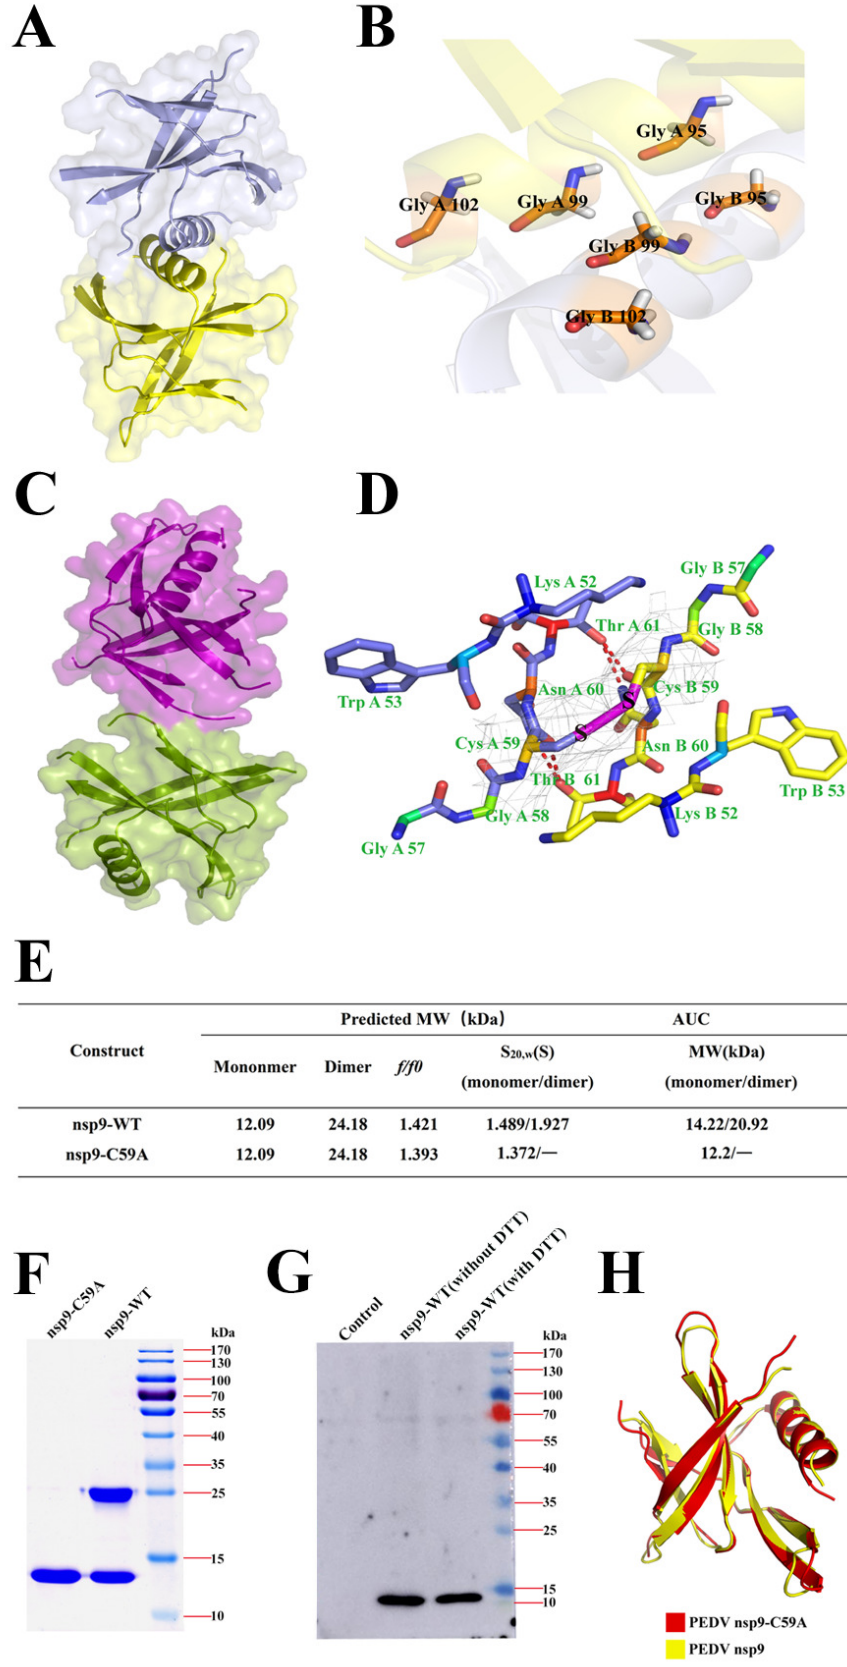 A
B
Gly A 95
Gly A 102
Gly A 99
Gly B 95
Gly B 99
Gly B 102
C
D
Lys A 52
Gly B 57
Thr A 61
Gly B 58
Asn A 60
Cys B 59
Trp A 53
S
S
Cys A 59
Asn B 60
Thr B 61
Trp B 53
Gly A 58
Lys B 52
Gly A 57
E
Predicted MW (kDa) AUC
Construct Mononmer Dimer f/f0 S20,w(S) MW(kDa)
(monomer/dimer) (monomer/dimer)
nsp9-WT 12.09 24.18 1.421 1.489/1.927 14.22/20.92
nsp9-C59A 12.09 24.18 1.393 1.372/— 12.2/—
F
nsp9-C59A
nsp9-WT
kDa
170
130
100
70
55
40
35
25
15
10
G
Control
nsp9-WT(without DTT)
nsp9-WT(with DTT)
kDa
170
130
100
70
55
40
35
25
15
10
H
PEDV nsp9-C59A
PEDV nsp9